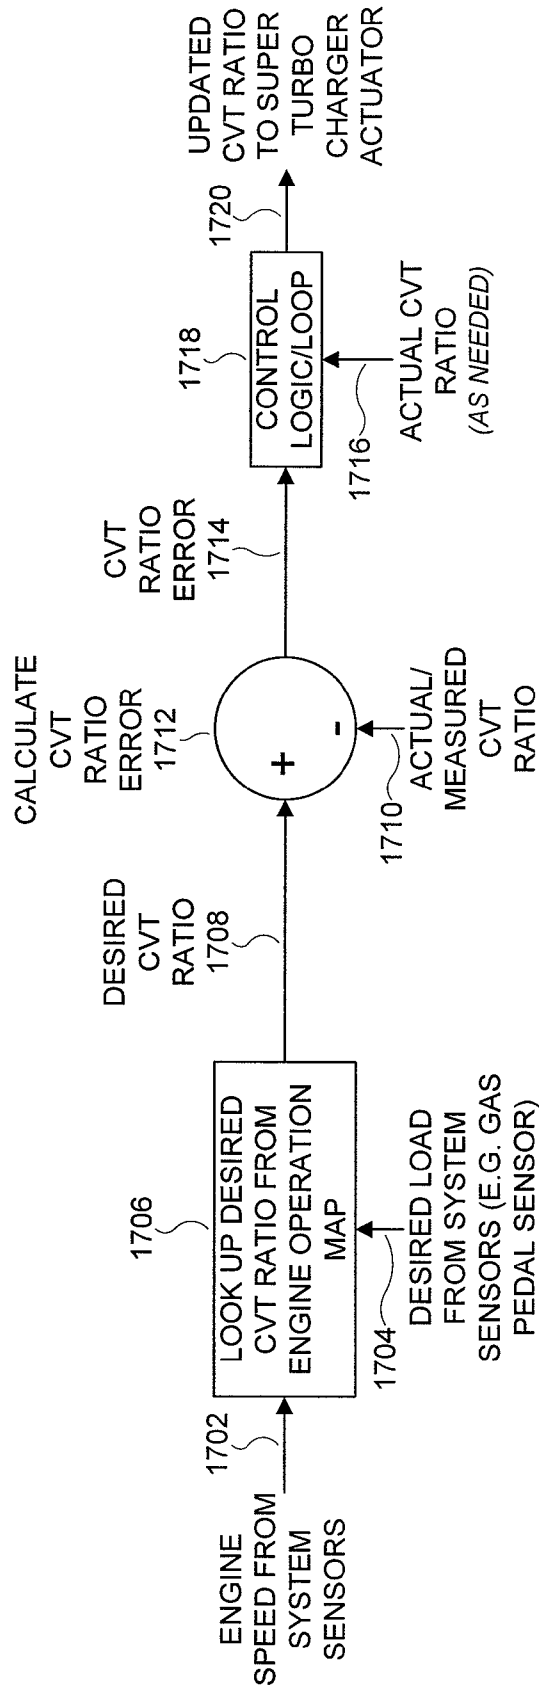 ENGINE
SPEED FROM
SYSTEM
SENSORS
1702
1706
LOOK UP DESIRED
CVT RATIO FROM
ENGINE OPERATION
MAP
1704
DESIRED LOAD
FROM SYSTEM
SENSORS (E.G. GAS
PEDAL SENSOR)
DESIRED
CVT
RATIO
1708
CALCULATE
CVT
RATIO
ERROR
1712
+
-
1710
ACTUAL/
MEASURED
CVT
RATIO
CVT
RATIO
ERROR
1714
1718
CONTROL
LOGIC/LOOP
1716
ACTUAL CVT
RATIO
(AS NEEDED)
1720
UPDATED
CVT RATIO
TO SUPER
TURBO
CHARGER
ACTUATOR